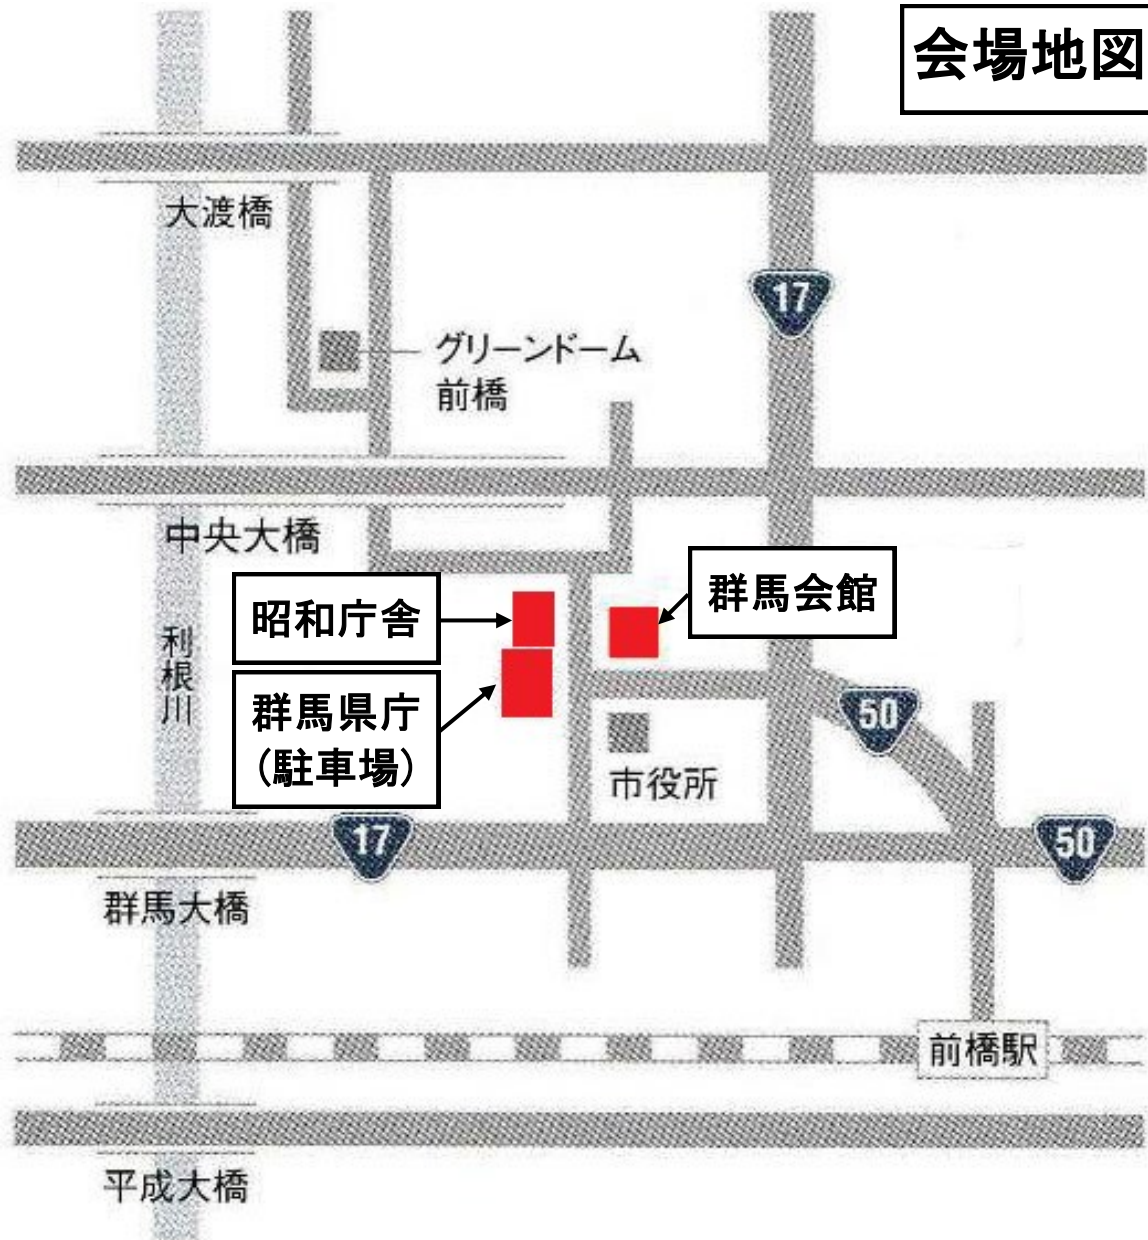 会場地図
大渡橋
17
グリーンドーム
前橋
中央大橋
群馬会館
昭和庁舎
利根川
群馬県庁
(駐車場)
50
市役所
17
50
群馬大橋
前橋駅
平成大橋